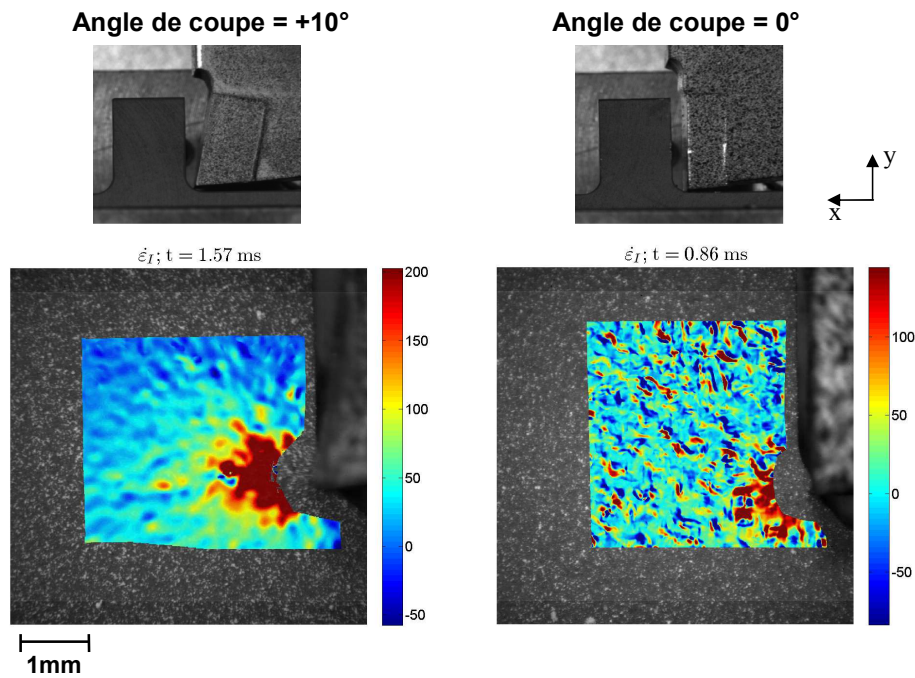 Angle de coupe = +10°
Angle de coupe = 0°
y
x
ε̇_I; t = 1.57 ms
ε̇_I; t = 0.86 ms
200
150
100
50
0
-50
100
50
0
-50
1mm